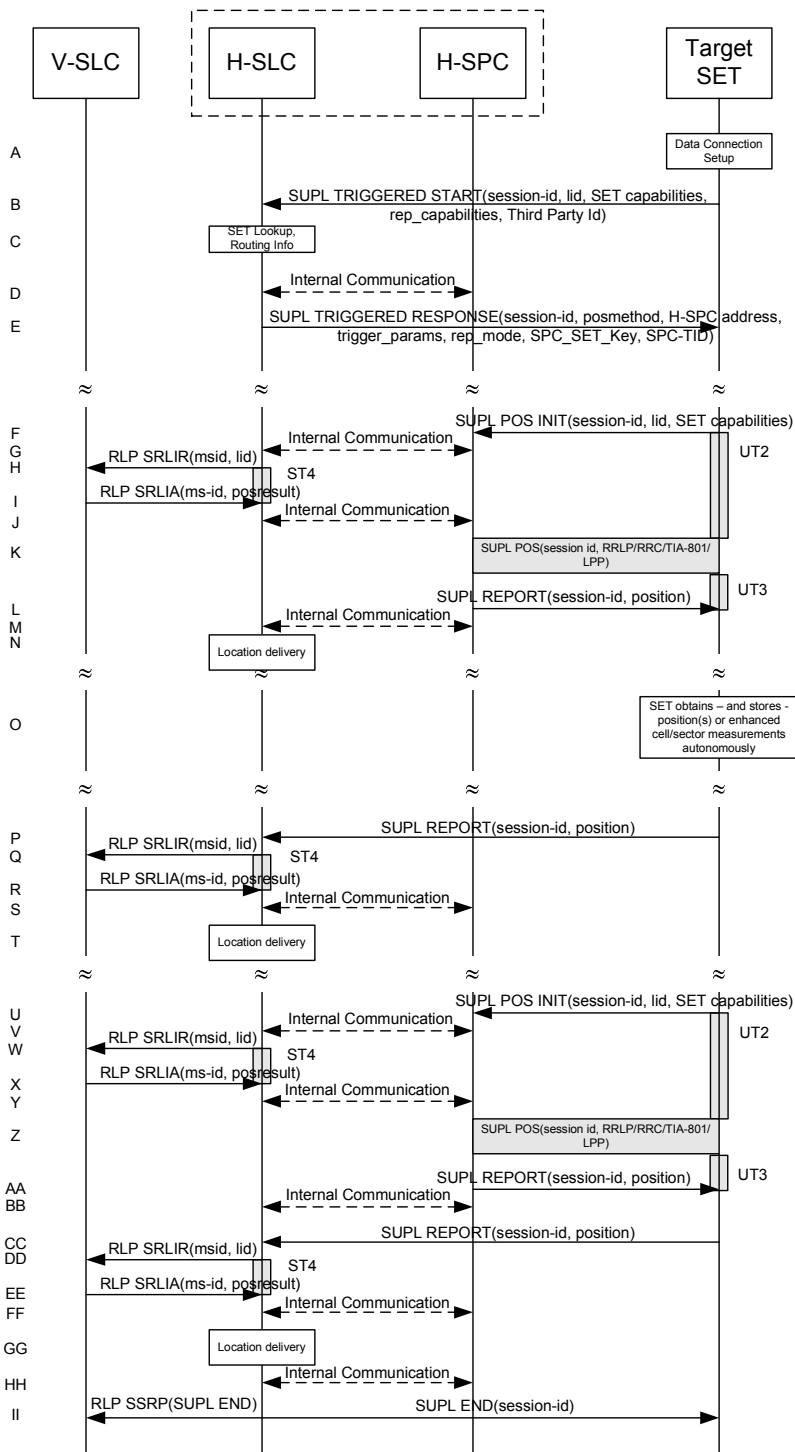 V-SLC
H-SLC
H-SPC
Target
SET
A
Data Connection
Setup
B
SUPL TRIGGERED START(session-id, lid, SET capabilities,
rep_capabilities, Third Party Id)
C
SET Lookup,
Routing Info
D
Internal Communication
E
SUPL TRIGGERED RESPONSE(session-id, posmethod, H-SPC address,
trigger_params, rep_mode, SPC_SET_Key, SPC-TID)
≈ ≈ ≈ ≈
F
SUPL POS INIT(session-id, lid, SET capabilities)
G
Internal Communication
UT2
H
RLP SRLIR(msid, lid)
ST4
I
RLP SRLIA(ms-id, posresult)
J
Internal Communication
K
SUPL POS(session id, RRLP/RRC/TIA-801/
LPP)
UT3
L
SUPL REPORT(session-id, position)
M
Internal Communication
N
Location delivery
≈ ≈ ≈ ≈
O
SET obtains – and stores -
position(s) or enhanced
cell/sector measurements
autonomously
≈ ≈ ≈ ≈
P
SUPL REPORT(session-id, position)
Q
RLP SRLIR(msid, lid)
ST4
R
RLP SRLIA(ms-id, posresult)
S
Internal Communication
T
Location delivery
≈ ≈ ≈ ≈
U
SUPL POS INIT(session-id, lid, SET capabilities)
V
Internal Communication
UT2
W
RLP SRLIR(msid, lid)
ST4
X
RLP SRLIA(ms-id, posresult)
Y
Internal Communication
Z
SUPL POS(session id, RRLP/RRC/TIA-801/
LPP)
UT3
AA
SUPL REPORT(session-id, position)
BB
Internal Communication
CC
SUPL REPORT(session-id, position)
DD
RLP SRLIR(msid, lid)
ST4
EE
RLP SRLIA(ms-id, posresult)
FF
Internal Communication
GG
Location delivery
HH
Internal Communication
II
RLP SSRP(SUPL END)
SUPL END(session-id)